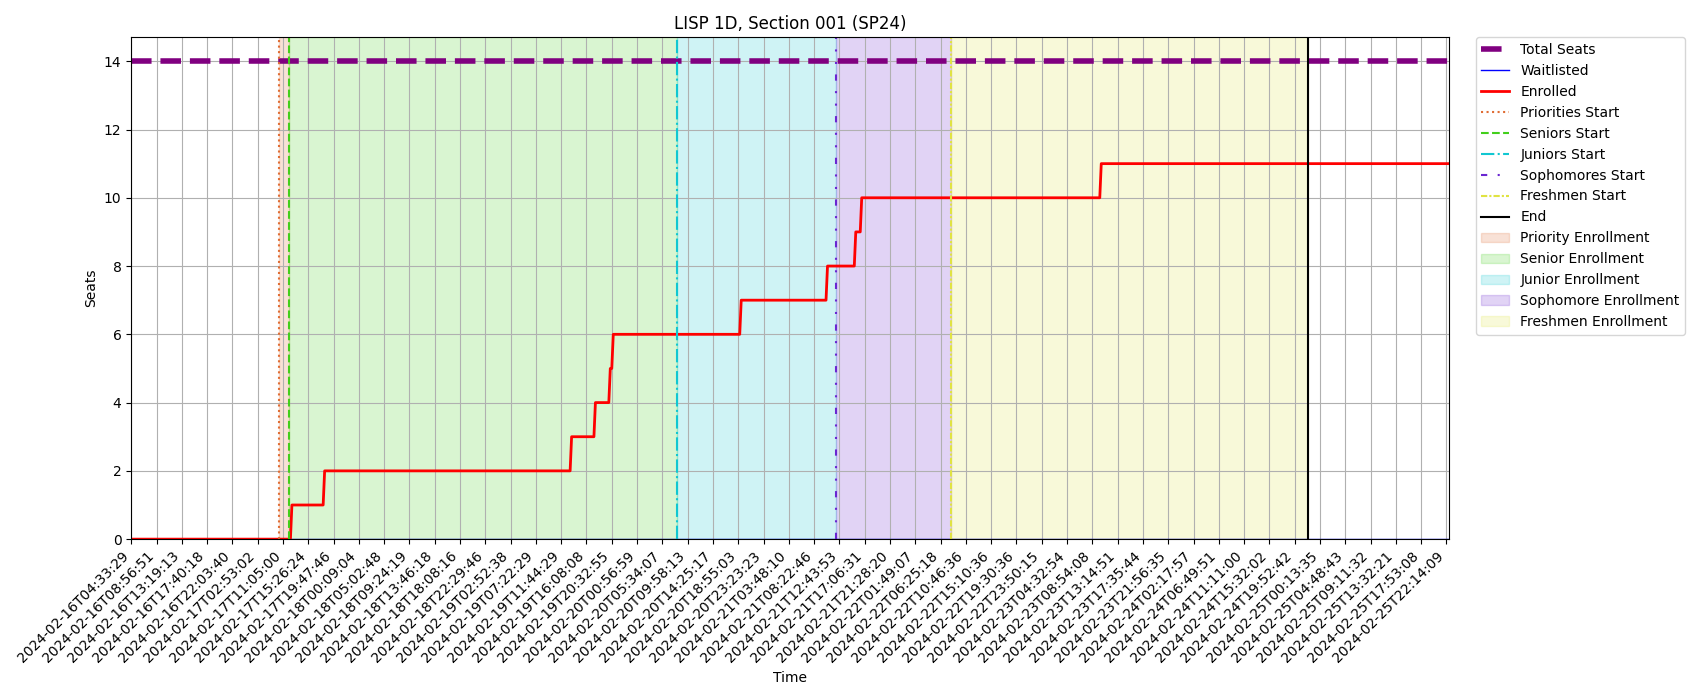 LISP 1D, Section 001 (SP24)
14
12
10
8
6
4
2
0
Seats
2024-02-16T04:33:29
2024-02-16T08:56:51
2024-02-16T13:19:13
2024-02-16T17:40:18
2024-02-16T22:03:40
2024-02-17T02:53:02
2024-02-17T11:05:00
2024-02-17T15:26:24
2024-02-17T19:47:46
2024-02-18T00:09:04
2024-02-18T05:02:48
2024-02-18T09:24:19
2024-02-18T13:46:18
2024-02-18T18:08:16
2024-02-18T22:29:46
2024-02-19T02:52:38
2024-02-19T07:22:29
2024-02-19T11:44:29
2024-02-19T16:08:08
2024-02-19T20:32:55
2024-02-20T00:56:59
2024-02-20T05:34:07
2024-02-20T09:58:13
2024-02-20T14:25:17
2024-02-20T18:55:03
2024-02-20T23:23:23
2024-02-21T03:48:10
2024-02-21T08:22:46
2024-02-21T12:43:53
2024-02-21T17:06:31
2024-02-21T21:28:20
2024-02-22T01:49:07
2024-02-22T06:25:18
2024-02-22T10:46:36
2024-02-22T15:10:36
2024-02-22T19:30:36
2024-02-22T23:50:15
2024-02-23T04:32:54
2024-02-23T08:54:08
2024-02-23T13:14:51
2024-02-23T17:35:44
2024-02-23T21:56:35
2024-02-24T02:17:57
2024-02-24T06:49:51
2024-02-24T11:11:00
2024-02-24T15:32:02
2024-02-24T19:52:42
2024-02-25T00:13:35
2024-02-25T04:48:43
2024-02-25T09:11:32
2024-02-25T13:32:21
2024-02-25T17:53:08
2024-02-25T22:14:09
Time
Total Seats
Waitlisted
Enrolled
Priorities Start
Seniors Start
Juniors Start
Sophomores Start
Freshmen Start
End
Priority Enrollment
Senior Enrollment
Junior Enrollment
Sophomore Enrollment
Freshmen Enrollment